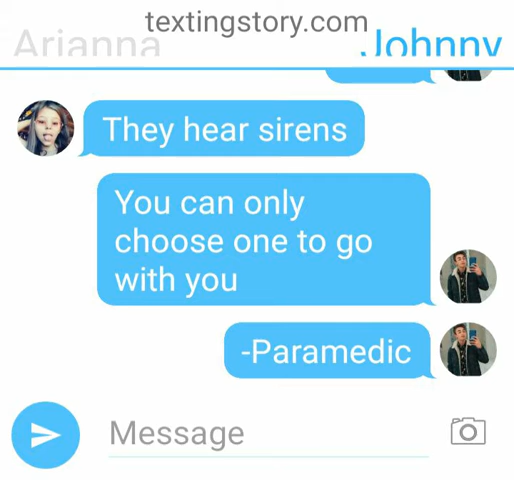 textingstory.com
Arianna
Johnny
They hear sirens
You can only
choose one to go
with you
-Paramedic
Message